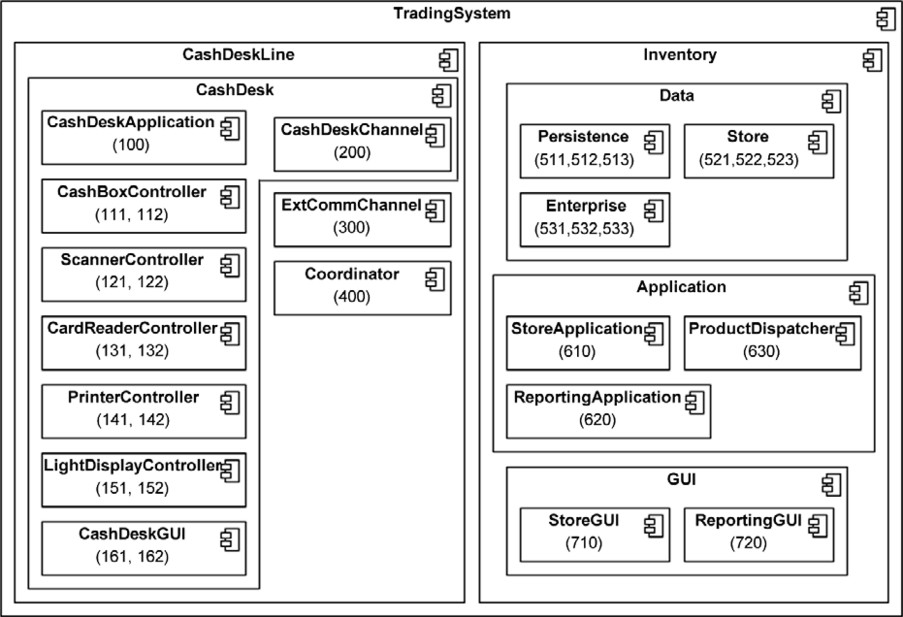 TradingSystem
CashDeskLine
CashDesk
CashDeskApplication
(100)
CashBoxController
(111, 112)
ScannerController
(121, 122)
CardReaderController
(131, 132)
PrinterController
(141, 142)
LightDisplayController
(151, 152)
CashDeskGUI
(161, 162)
CashDeskChannel
(200)
ExtCommChannel
(300)
Coordinator
(400)
Inventory
Data
Persistence
(511,512,513)
Store
(521,522,523)
Enterprise
(531,532,533)
Application
StoreApplication
(610)
ProductDispatcher
(630)
ReportingApplication
(620)
GUI
StoreGUI
(710)
ReportingGUI
(720)